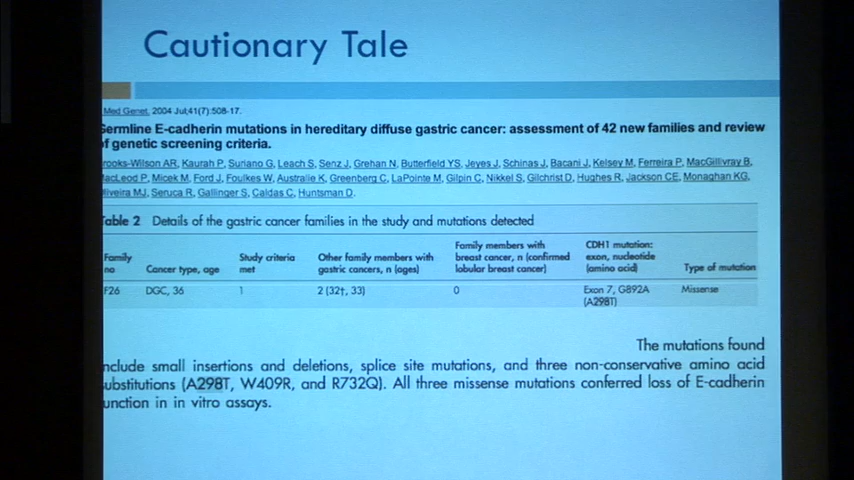 Cautionary Tale
Med Genet. 2004 Jul;41(7):508-17.
Germline E-cadherin mutations in hereditary diffuse gastric cancer: assessment of 42 new families and review
of genetic screening criteria.
rooks-Wilson AR, Kaurah P, Suriano G, Leach S, Senz J, Grehan N, Butterfield YS, Jeyes J, Schinas J, Bacani J, Kelsey M, Ferreira P, MacGillivray B,
MacLeod P, Micek M, Ford J, Foulkes W, Australie K, Greenberg C, LaPointe M, Gilpin C, Nikkel S, Gilchrist D, Hughes R, Jackson CE, Monaghan KG,
liveira MJ, Seruca R, Gallinger S, Caldas C, Huntsman D.
Table 2 Details of the gastric cancer families in the study and mutations detected
Family no Cancer type, age Study criteria met Other family members with gastric cancers, n (ages) Family members with breast cancer, n (confirmed lobular breast cancer) CDH1 mutation: exon, nucleotide (amino acid) Type of mutation
F26 DGC, 36 1 2 (32†, 33) 0 Exon 7, G892A (A298T) Missense
The mutations found
nclude small insertions and deletions, splice site mutations, and three non-conservative amino acid
ubstitutions (A298T, W409R, and R732Q). All three missense mutations conferred loss of E-cadherin
unction in in vitro assays.